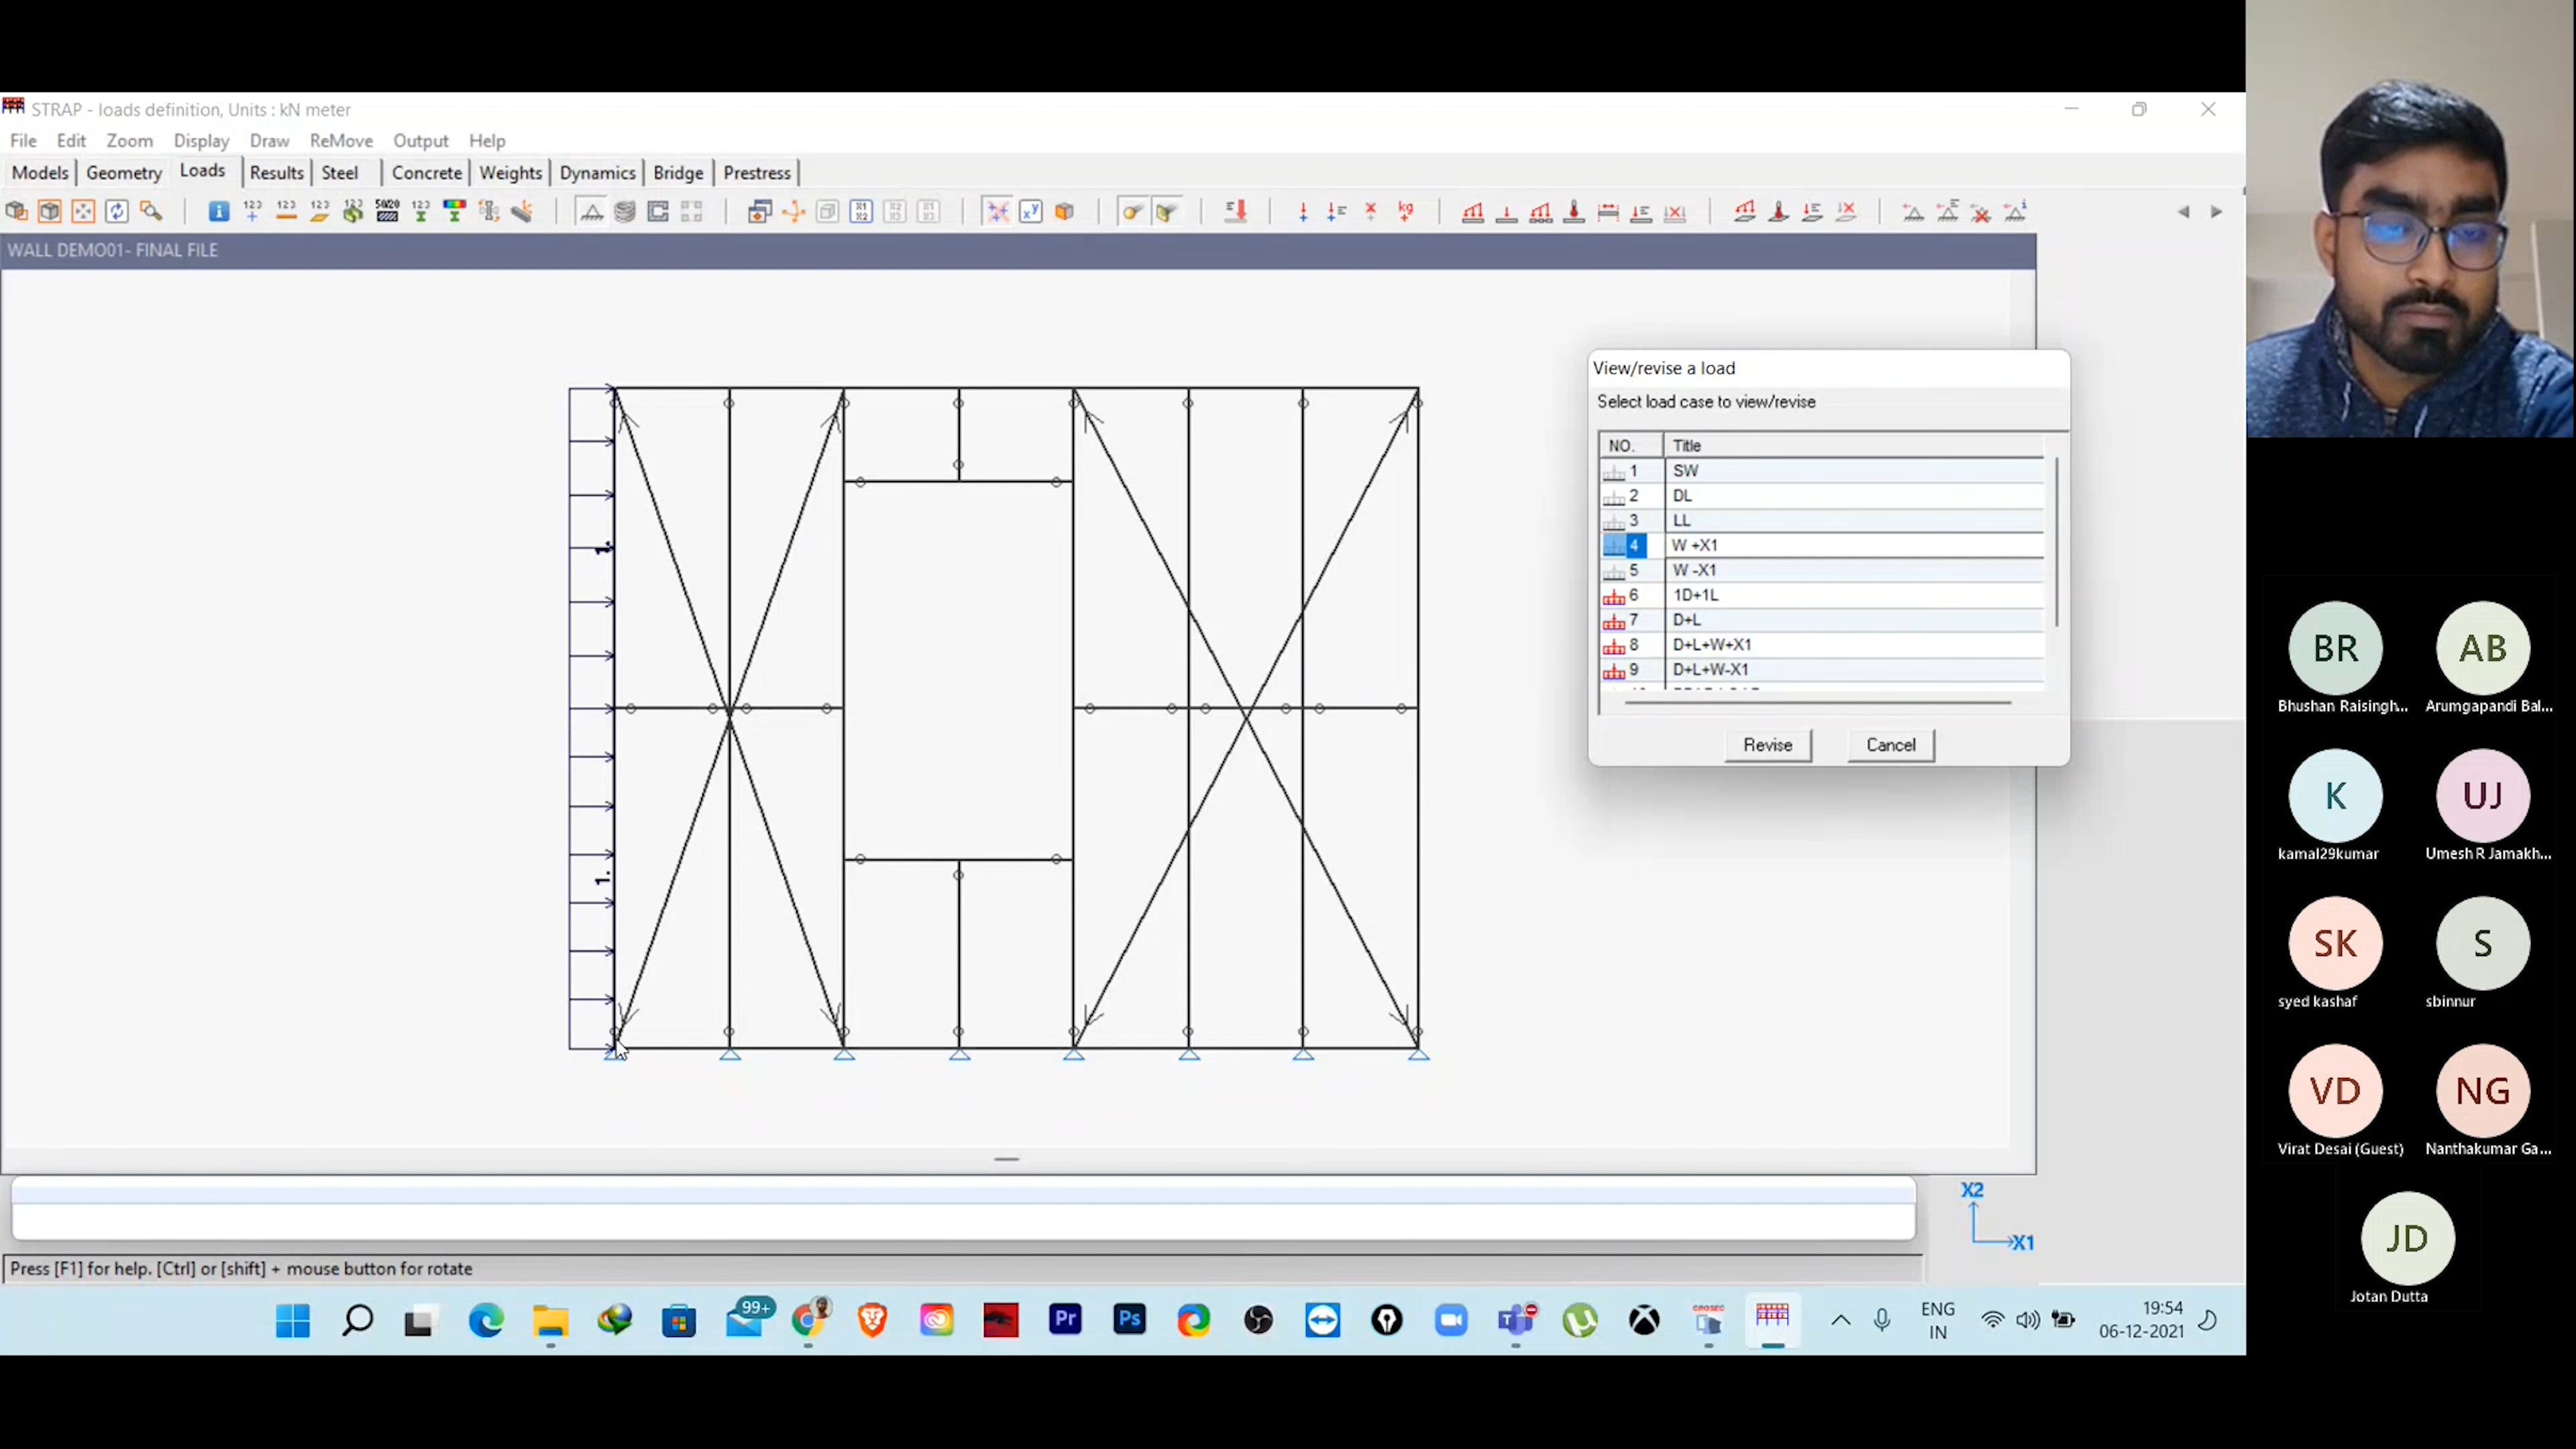 STRAP - loads definition, Units : kN meter
File Edit Zoom Display Draw ReMove Output Help
Models Geometry Loads Results Steel Concrete Weights Dynamics Bridge Prestress
WALL DEMO01- FINAL FILE
1.
1.
View/revise a load
Select load case to view/revise
NO. Title
1 SW
2 DL
3 LL
4 W +X1
5 W -X1
6 1D+1L
7 D+L
8 D+L+W+X1
9 D+L+W-X1
Revise Cancel
X2
X1
Press [F1] for help. [Ctrl] or [shift] + mouse button for rotate
99+
Pr
Ps
CROSEC
ENG
IN
19:54
06-12-2021
BR
Bhushan Raisingh...
AB
Arumgapandi Bal...
K
kamal29kumar
UJ
Umesh R Jamakh...
SK
syed kashaf
S
sbinnur
VD
Virat Desai (Guest)
NG
Nanthakumar Ga...
JD
Jotan Dutta